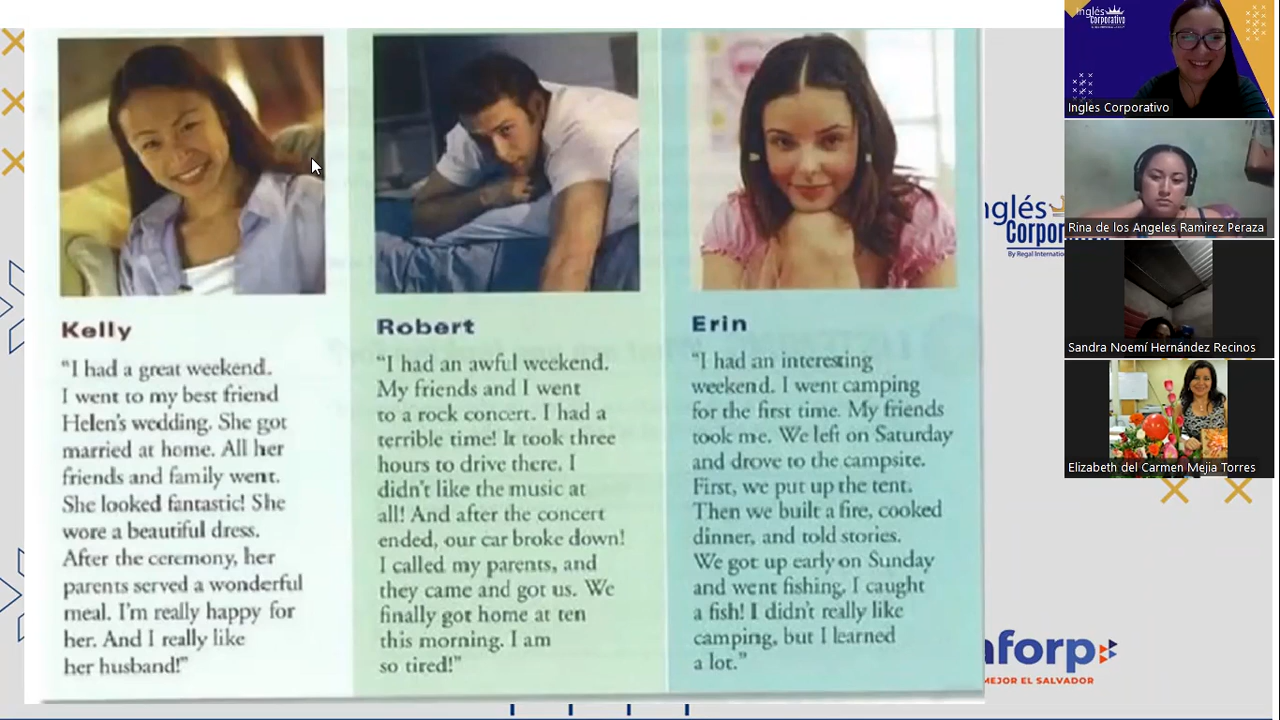 Kelly
"I had a great weekend.
I went to my best friend
Helen's wedding. She got
married at home. All her
friends and family went.
She looked fantastic! She
wore a beautiful dress.
After the ceremony, her
parents served a wonderful
meal. I'm really happy for
her. And I really like
her husband!"
Robert
"I had an awful weekend.
My friends and I went
to a rock concert. I had a
terrible time! It took three
hours to drive there. I
didn't like the music at
all! And after the concert
ended, our car broke down!
I called my parents, and
they came and got us. We
finally got home at ten
this morning. I am
so tired!"
Erin
"I had an interesting
weekend. I went camping
for the first time. My friends
took me. We left on Saturday
and drove to the campsite.
First, we put up the tent.
Then we built a fire, cooked
dinner, and told stories.
We got up early on Sunday
and went fishing. I caught
a fish! I didn't really like
camping, but I learned
a lot."
Inglés
Corporativo
Ingles Corporativo
Rina de los Angeles Ramirez Peraza
Sandra Noemí Hernández Recinos
Elizabeth del Carmen Mejia Torres
nglés
Corpor
By Regal Internatio
aforp
MEJOR EL SALVADOR